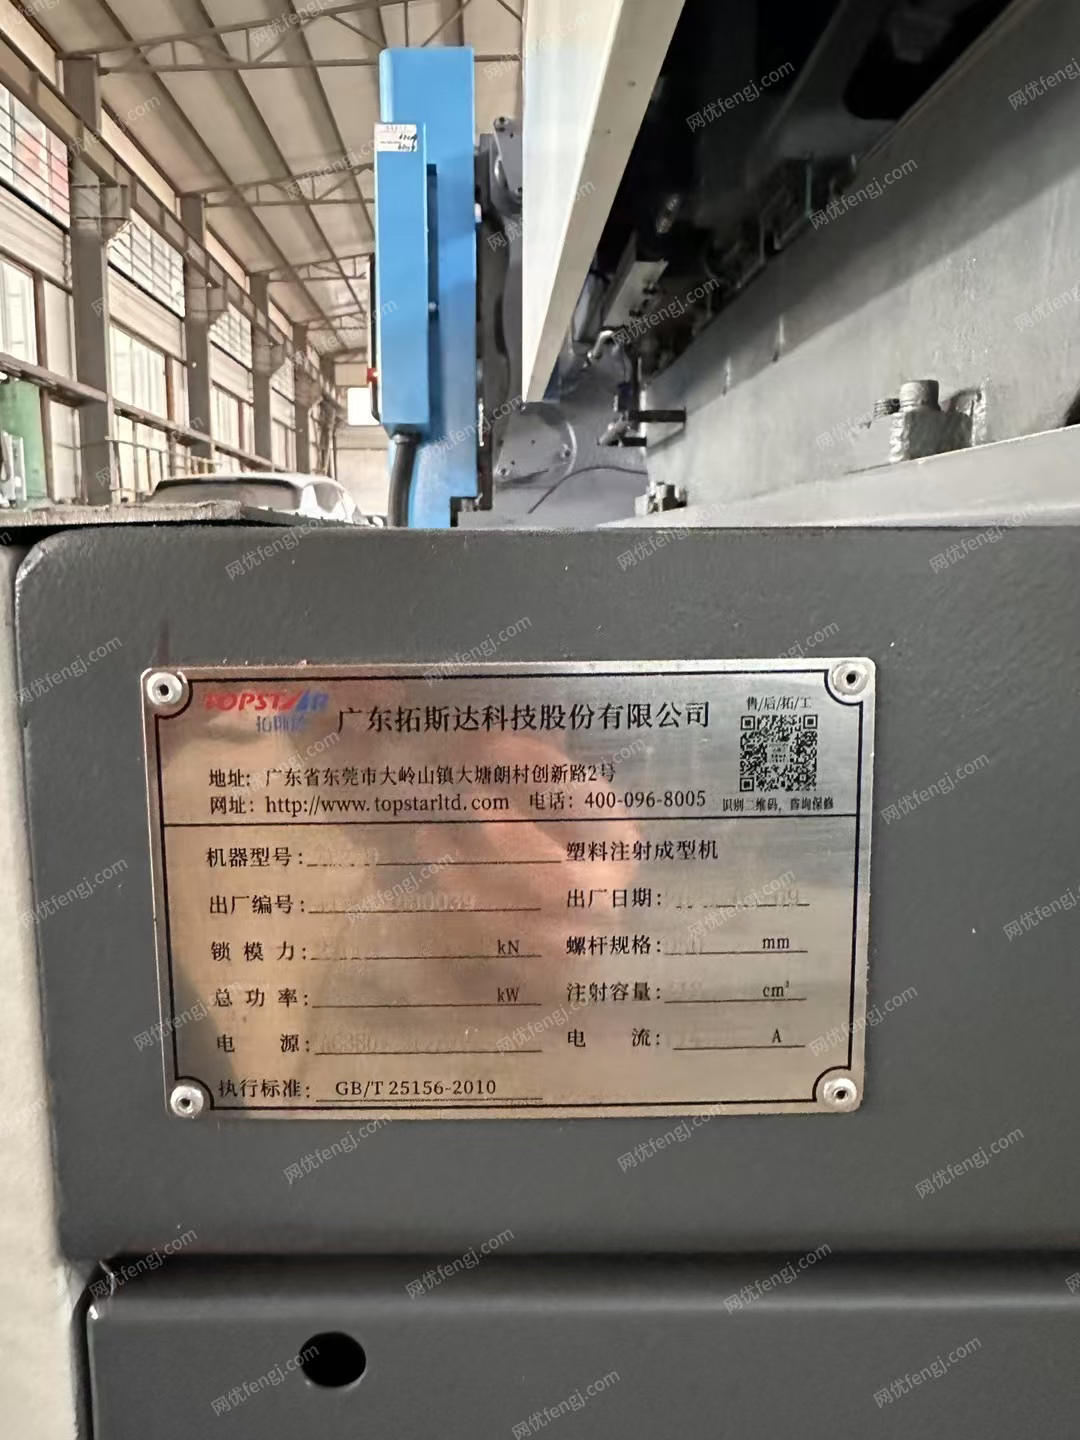 TOPSTAR
拓斯达
广东拓斯达科技股份有限公司
售/后/拓/工
地址：广东省东莞市大岭山镇大塘朗村创新路2号
网址：http://www.topstarltd.com 电话：400-096-8005
识别二维码，咨询保修
机器型号： 塑料注射成型机
出厂编号： 出厂日期：
锁模力： kN 螺杆规格： mm
总功率： kW 注射容量： cm³
电源： 电流： A
执行标准： GB/T 25156-2010
网优fengj.com